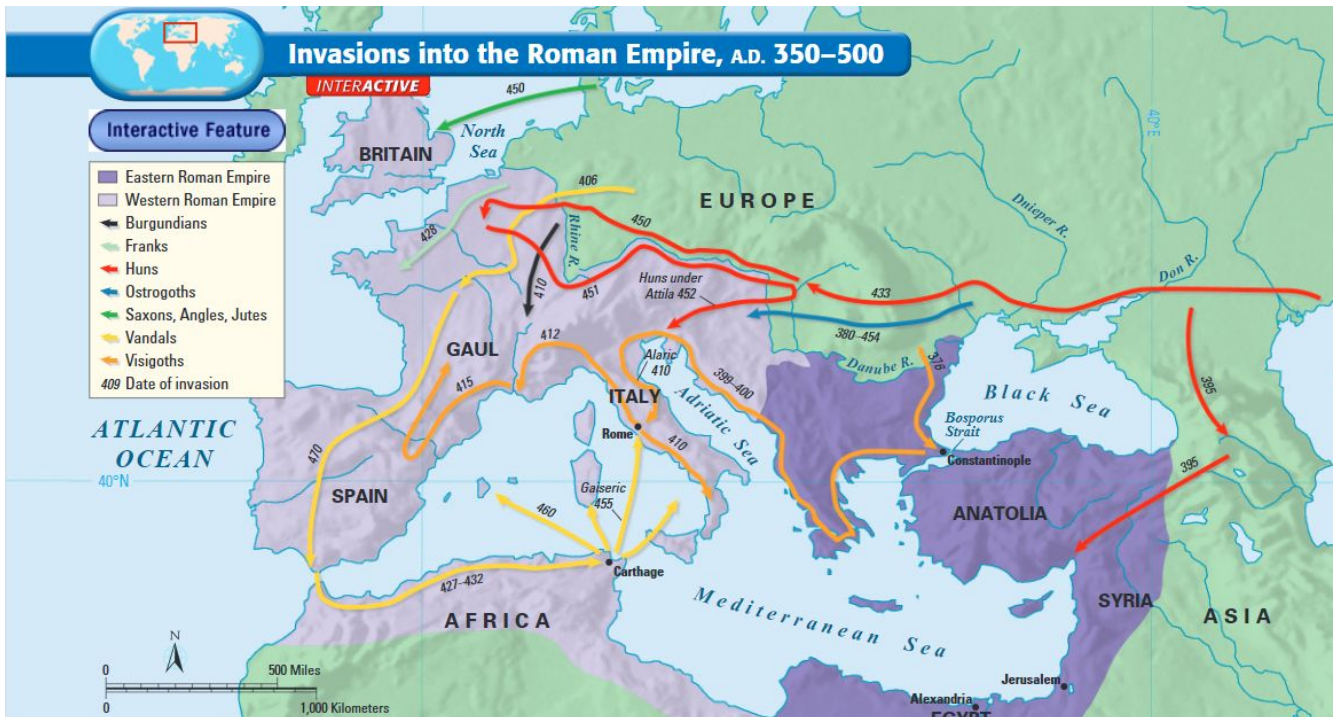 Invasions into the Roman Empire, A.D. 350–500
INTERACTIVE
Interactive Feature
Eastern Roman Empire
Western Roman Empire
Burgundians
Franks
Huns
Ostrogoths
Saxons, Angles, Jutes
Vandals
Visigoths
409 Date of invasion
450
North
Sea
BRITAIN
406
EUROPE
40°E
Dnieper R.
450
Rhine R.
428
Don R.
410
451
Huns under
Attila 452
433
380–454
412
GAUL
Alaric
410
Danube R.
376
399–400
415
ITALY
Adriatic Sea
Black Sea
395
Bosporus
Strait
ATLANTIC
OCEAN
Rome
410
Constantinople
470
40°N
395
SPAIN
Gaiseric
455
460
ANATOLIA
Carthage
427–432
AFRICA
Mediterranean Sea
SYRIA
ASIA
N
0 500 Miles
0 1,000 Kilometers
Jerusalem
Alexandria
EGYPT